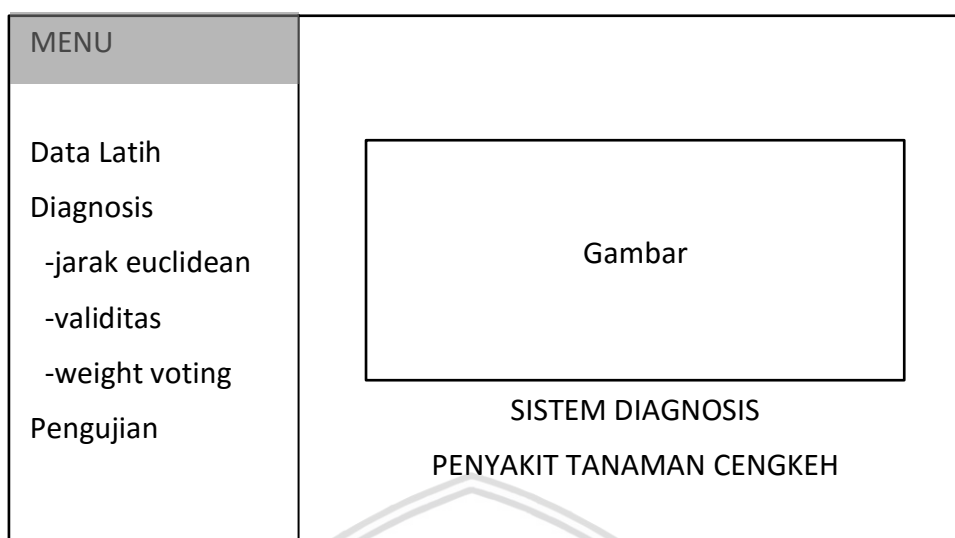 MENU
Data Latih
Diagnosis
-jarak euclidean
-validitas
-weight voting
Pengujian
Gambar
SISTEM DIAGNOSIS
PENYAKIT TANAMAN CENGKEH